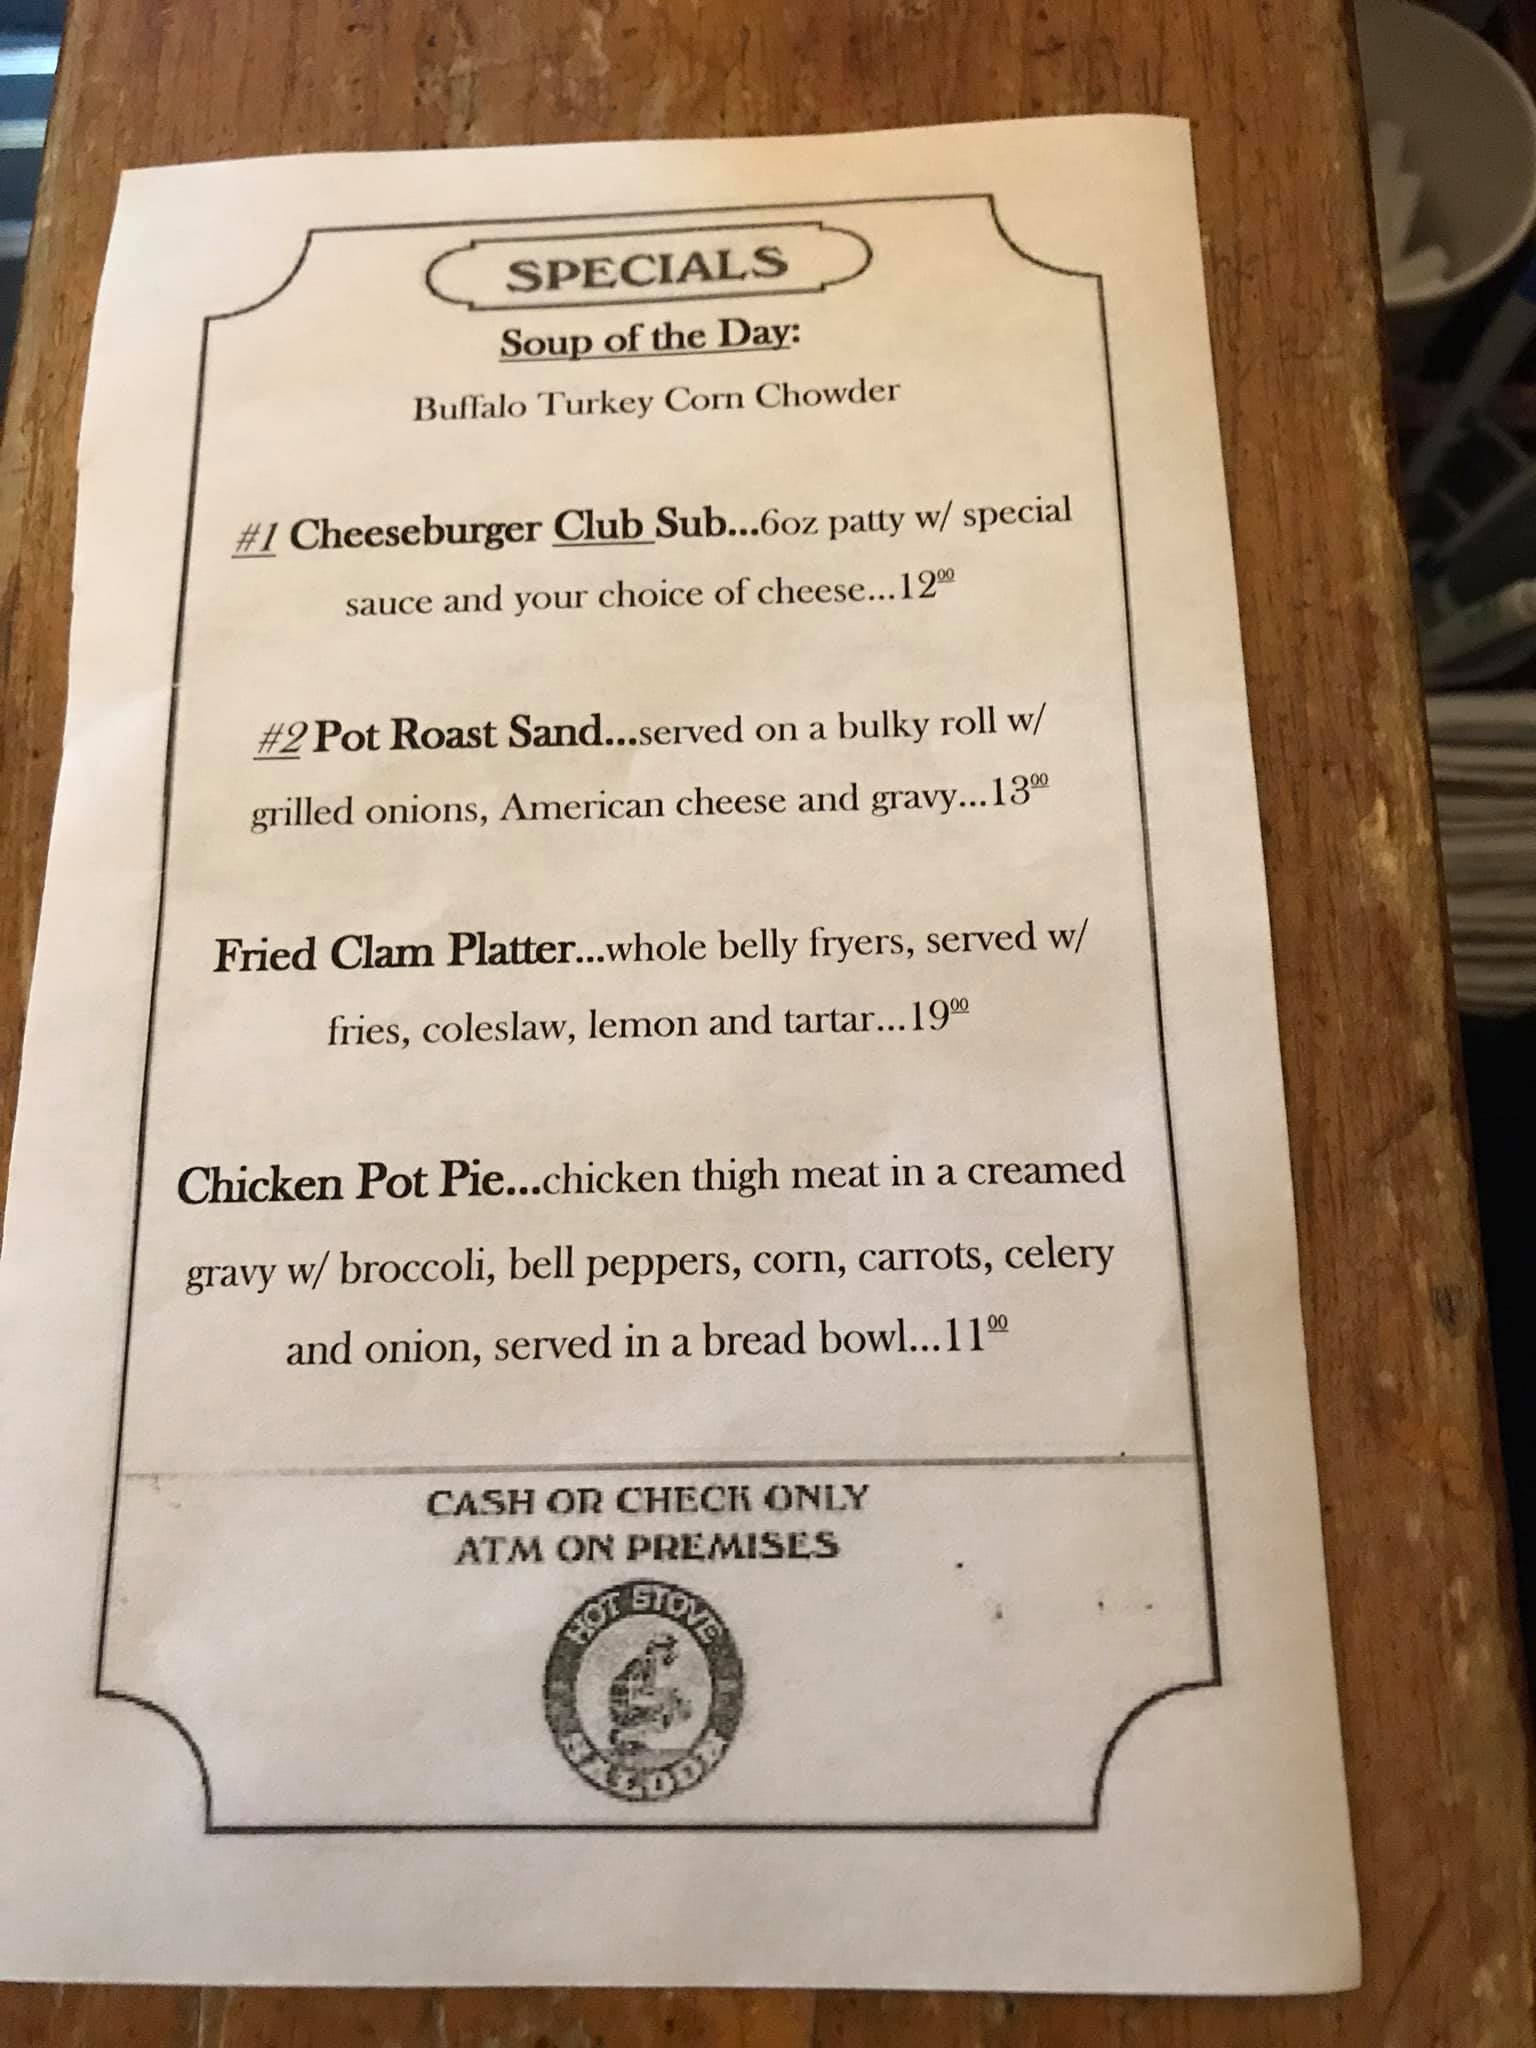 SPECIALS
Soup of the Day:
Buffalo Turkey Corn Chowder
#1 Cheeseburger Club Sub...6oz patty w/ special
sauce and your choice of cheese...12⁰⁰
#2 Pot Roast Sand...served on a bulky roll w/
grilled onions, American cheese and gravy...13⁰⁰
Fried Clam Platter...whole belly fryers, served w/
fries, coleslaw, lemon and tartar...19⁰⁰
Chicken Pot Pie...chicken thigh meat in a creamed
gravy w/ broccoli, bell peppers, corn, carrots, celery
and onion, served in a bread bowl...11⁰⁰
CASH OR CHECK ONLY
ATM ON PREMISES
HOT STOVE
SALOON